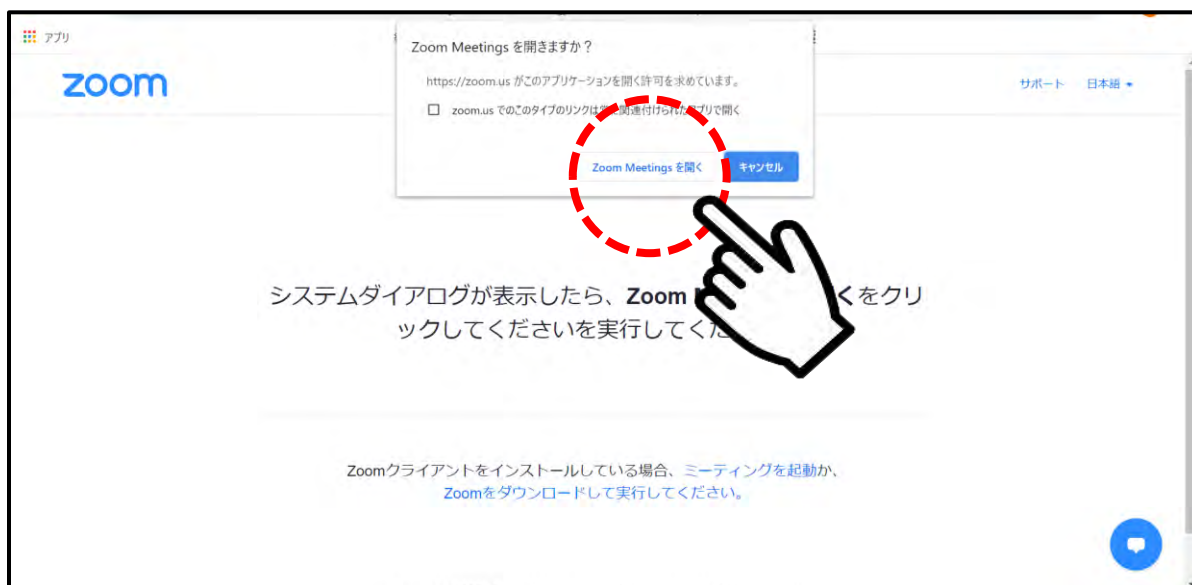 アプリ
Zoom Meetings を開きますか？
https://zoom.us がこのアプリケーションを開く許可を求めています。
zoom.us でのこのタイプのリンクは 関連付けられた プリで開く
zoom
サポート 日本語
Zoom Meetings を開く キャンセル
システムダイアログが表示したら、Zoom くをクリ
ックしてくださいを実行してくだ
Zoomクライアントをインストールしている場合、ミーティングを起動か、
Zoomをダウンロードして実行してください。